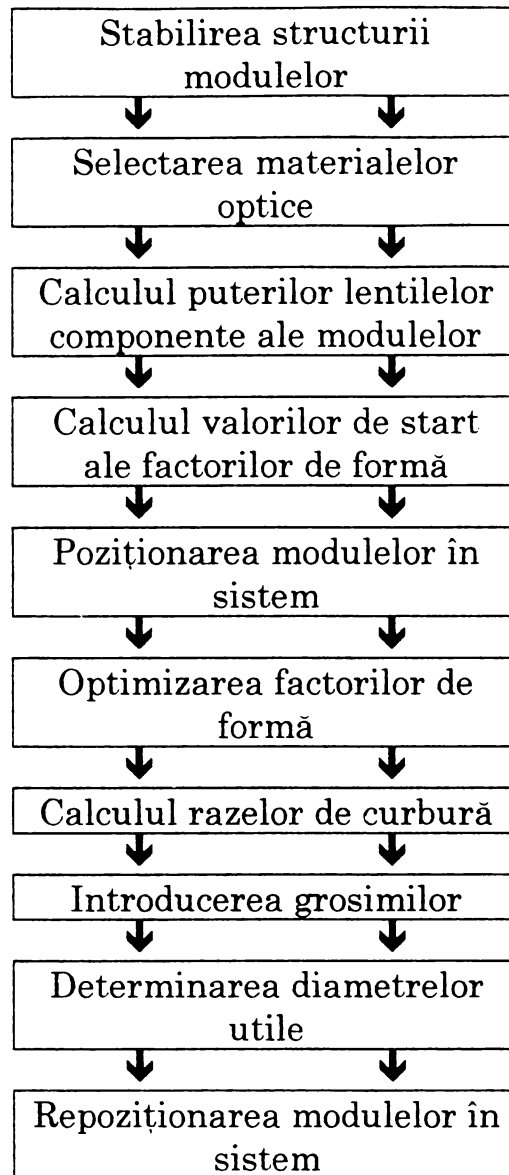 Stabilirea structurii
modulelor
Selectarea materialelor
optice
Calculul puterilor lentilelor
componente ale modulelor
Calculul valorilor de start
ale factorilor de formă
Poziționarea modulelor în
sistem
Optimizarea factorilor de
formă
Calculul razelor de curbură
Introducerea grosimilor
Determinarea diametrelor
utile
Repoziționarea modulelor în
sistem